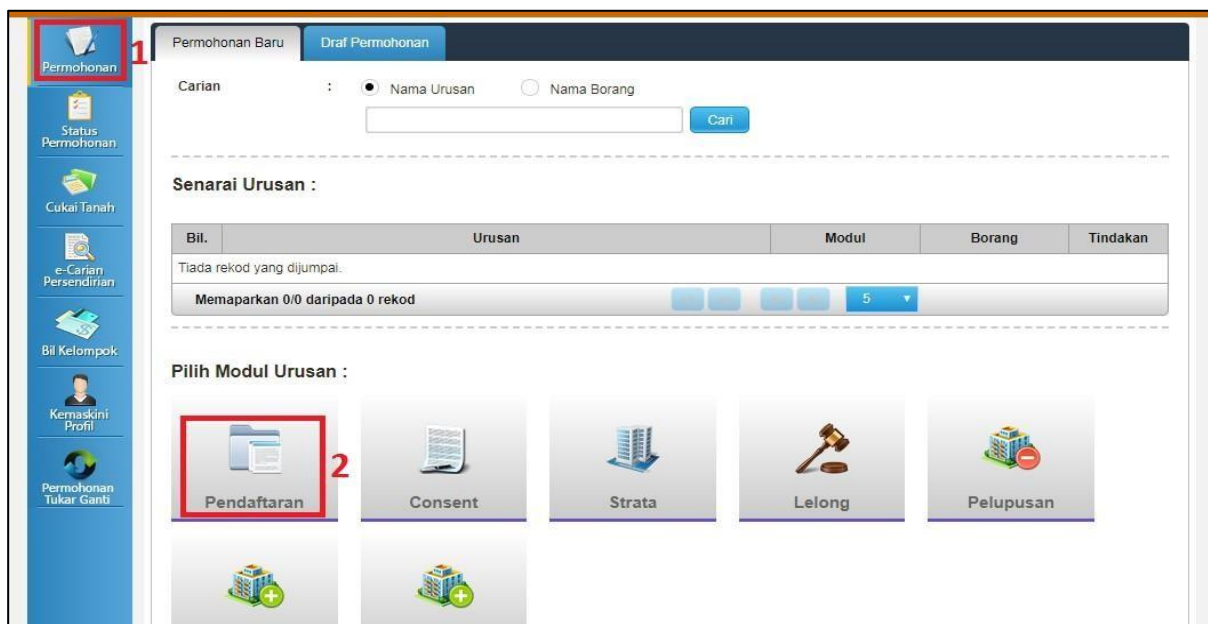 Permohonan
1
Status
Permohonan
Cukai Tanah
e-Carian
Persendirian
Bil Kelompok
Kemaskini
Profil
Permohonan
Tukar Ganti
Permohonan Baru Draf Permohonan
Carian : Nama Urusan Nama Borang
Cari
Senarai Urusan :
Bil. Urusan Modul Borang Tindakan
Tiada rekod yang dijumpai.
Memaparkan 0/0 daripada 0 rekod 5
Pilih Modul Urusan :
2
Pendaftaran Consent Strata Lelong Pelupusan